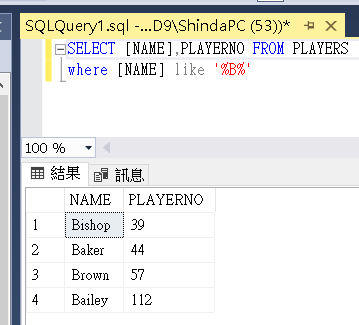 SQLQuery1.sql -...D9\ShindaPC (53))*
SELECT [NAME],PLAYERNO FROM PLAYERS
where [NAME] like '%B%'
100 %
結果 訊息
NAME PLAYERNO
1 Bishop 39
2 Baker 44
3 Brown 57
4 Bailey 112